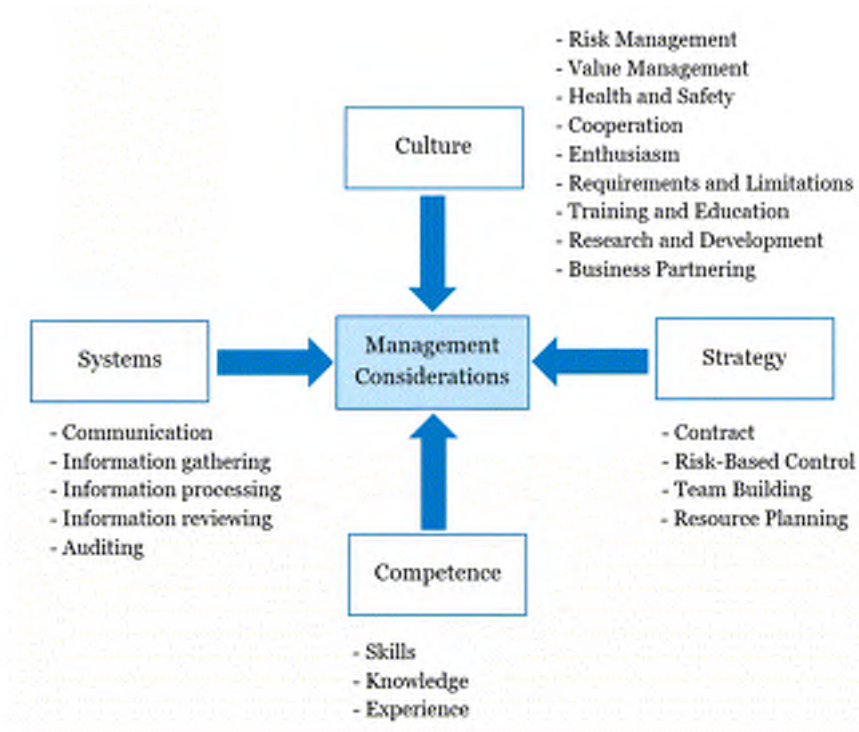 - Risk Management
- Value Management
- Health and Safety
- Cooperation
- Enthusiasm
- Requirements and Limitations
- Training and Education
- Research and Development
- Business Partnering
Culture
Systems
Management
Considerations
Strategy
- Communication
- Information gathering
- Information processing
- Information reviewing
- Auditing
- Contract
- Risk-Based Control
- Team Building
- Resource Planning
Competence
- Skills
- Knowledge
- Experience